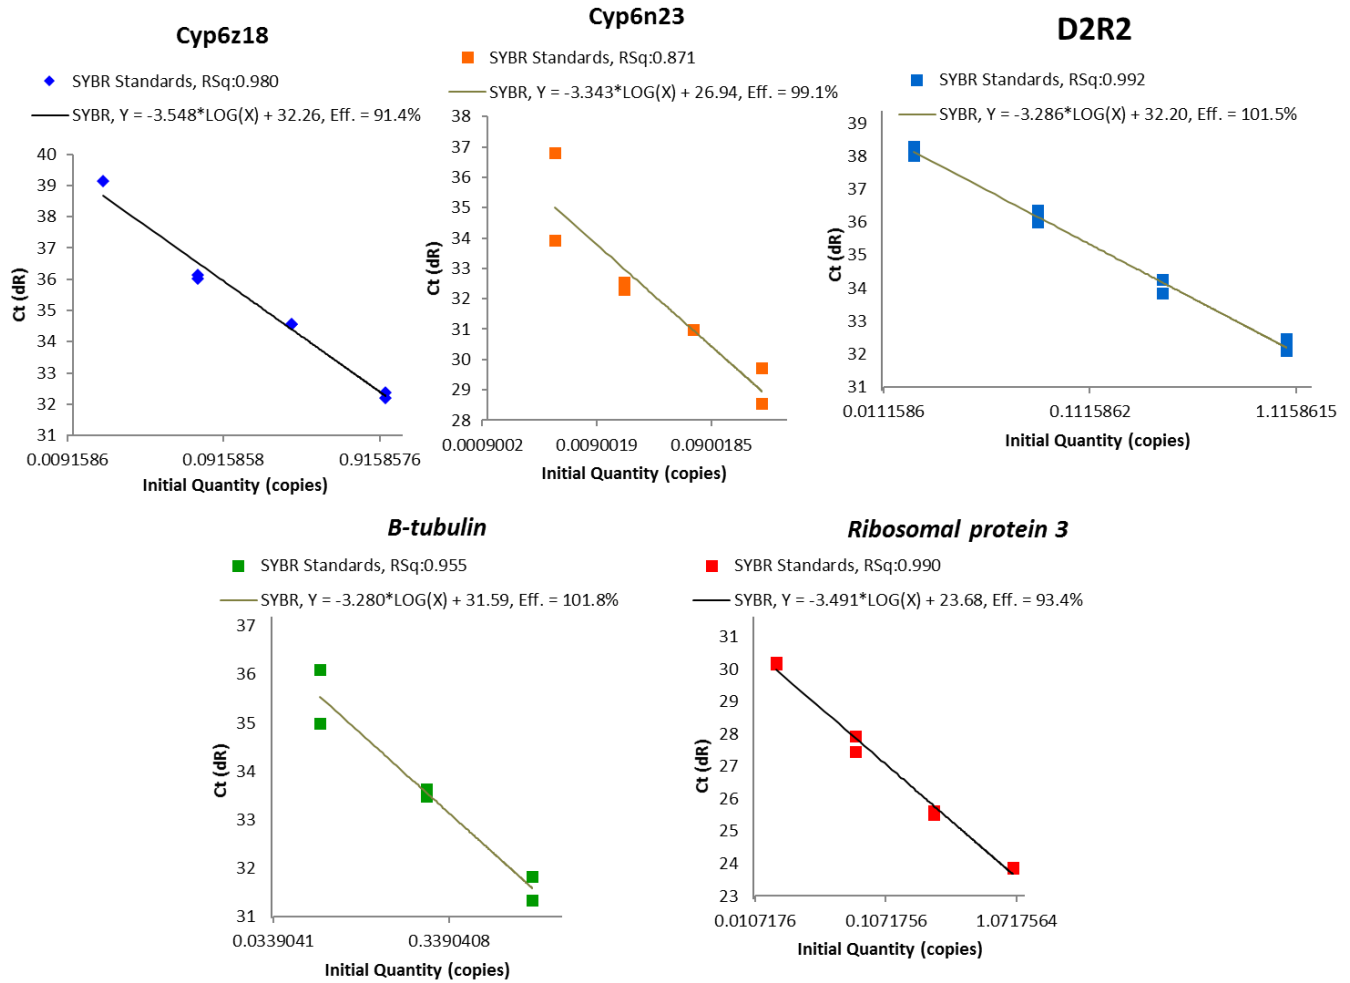 Cyp6z18
SYBR Standards, RSq:0.980
SYBR, Y = -3.548*LOG(X) + 32.26, Eff. = 91.4%
40
39
38
37
36
35
34
33
32
31
Ct (dR)
0.0091586
0.0915858
0.9158576
Initial Quantity (copies)
Cyp6n23
SYBR Standards, RSq:0.871
SYBR, Y = -3.343*LOG(X) + 26.94, Eff. = 99.1%
38
37
36
35
34
33
32
31
30
29
28
Ct (dR)
0.0009002
0.0090019
0.0900185
Initial Quantity (copies)
D2R2
SYBR Standards, RSq:0.992
SYBR, Y = -3.286*LOG(X) + 32.20, Eff. = 101.5%
39
38
37
36
35
34
33
32
31
Ct (dR)
0.0111586
0.1115862
1.1158615
Initial Quantity (copies)
B-tubulin
SYBR Standards, RSq:0.955
SYBR, Y = -3.280*LOG(X) + 31.59, Eff. = 101.8%
37
36
35
34
33
32
31
Ct (dR)
0.0339041
0.3390408
Initial Quantity (copies)
Ribosomal protein 3
SYBR Standards, RSq:0.990
SYBR, Y = -3.491*LOG(X) + 23.68, Eff. = 93.4%
31
30
29
28
27
26
25
24
23
Ct (dR)
0.0107176
0.1071756
1.0717564
Initial Quantity (copies)